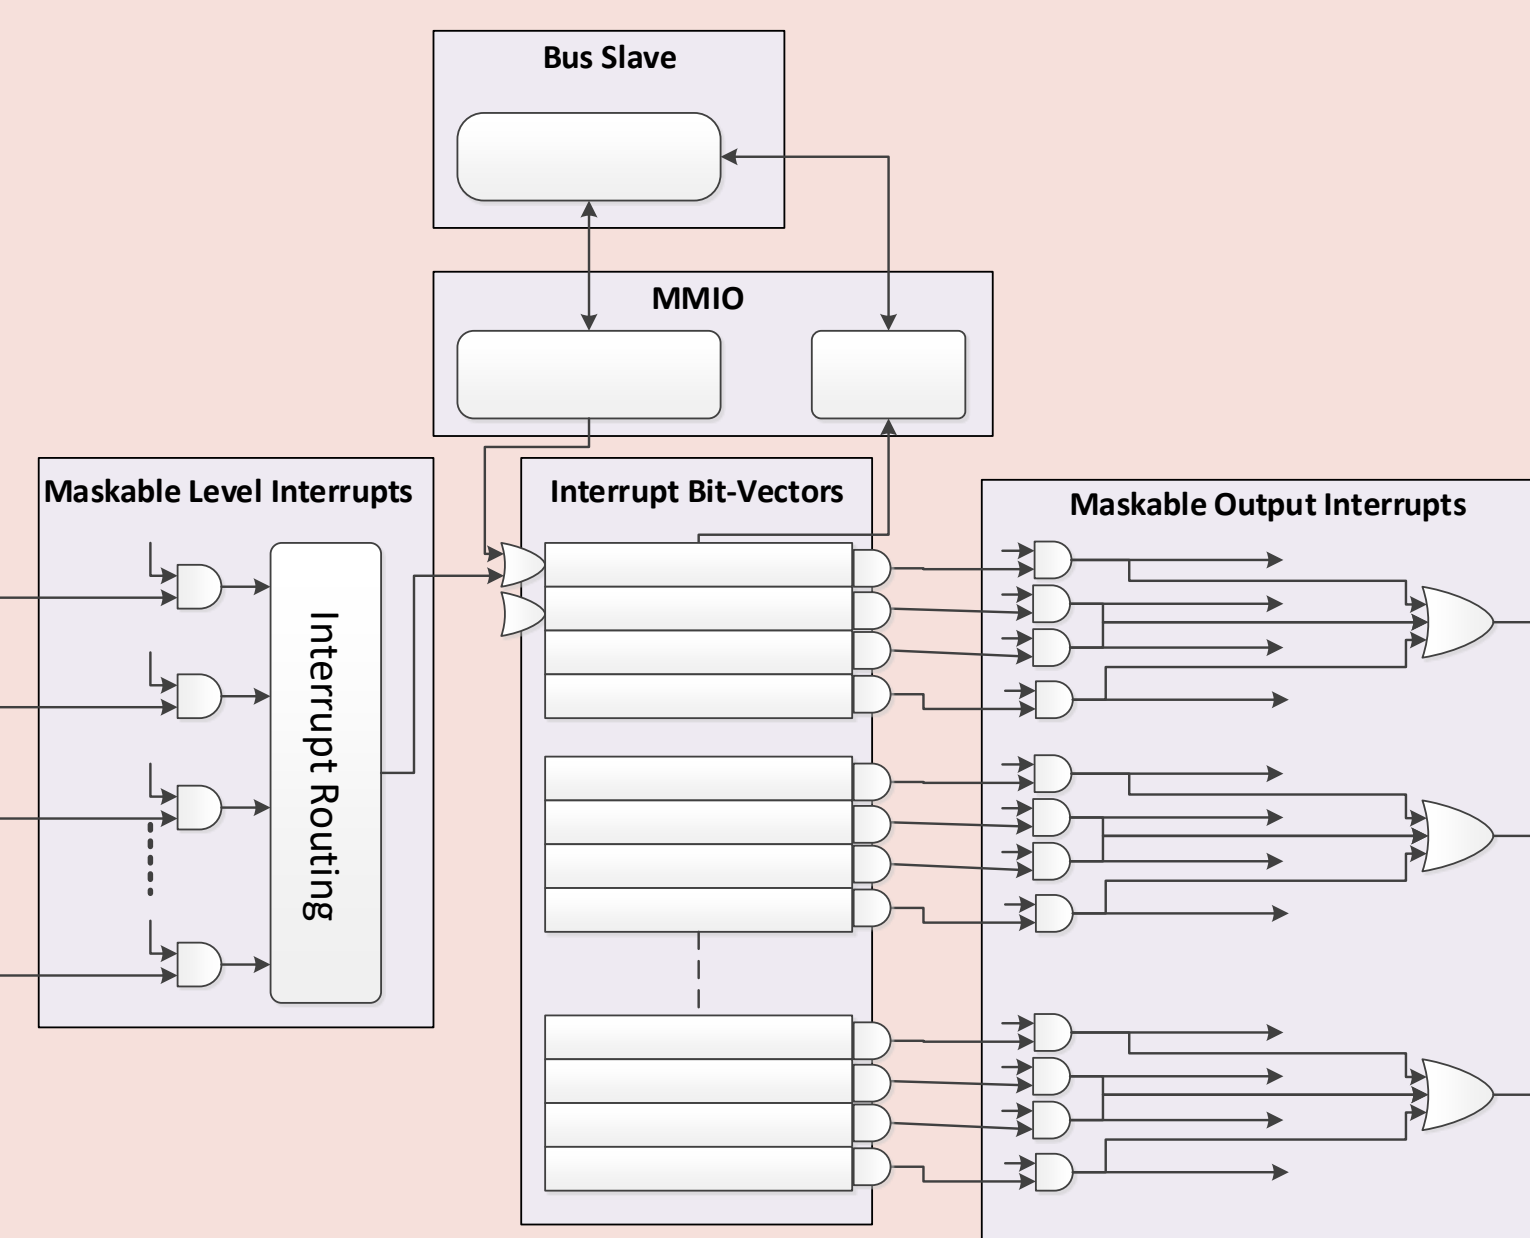 Bus Slave
MMIO
Maskable Level Interrupts
Interrupt Bit-Vectors
Maskable Output Interrupts
Interrupt Routing